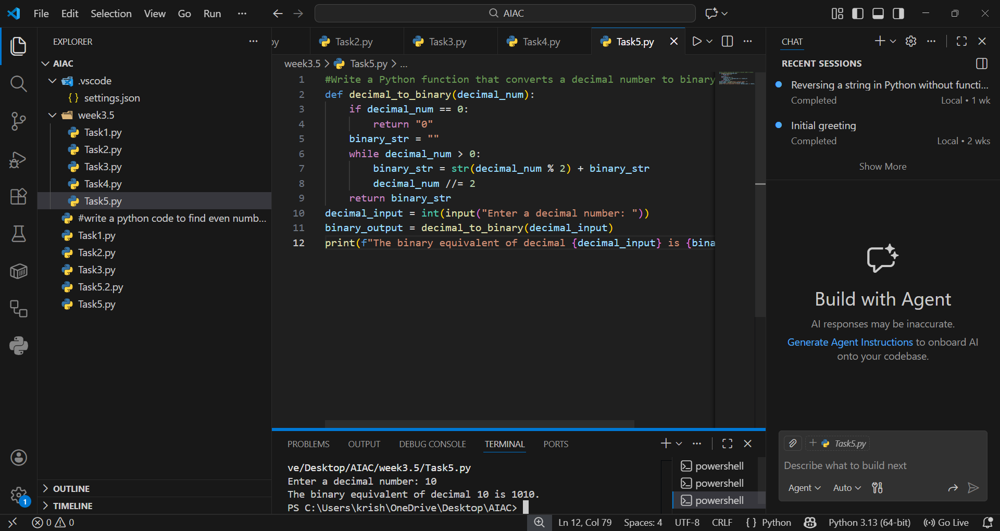 File Edit Selection View Go Run ···
AIAC
EXPLORER ···
AIAC
.vscode
{} settings.json
week3.5
Task1.py
Task2.py
Task3.py
Task4.py
Task5.py
#write a python code to find even numb...
Task1.py
Task2.py
Task3.py
Task5.2.py
Task5.py
OUTLINE
TIMELINE
py Task2.py Task3.py Task4.py Task5.py
week3.5 > Task5.py > ...
1 #Write a Python function that converts a decimal number to binary
2 def decimal_to_binary(decimal_num):
3 if decimal_num == 0:
4 return "0"
5 binary_str = ""
6 while decimal_num > 0:
7 binary_str = str(decimal_num % 2) + binary_str
8 decimal_num //= 2
9 return binary_str
10 decimal_input = int(input("Enter a decimal number: "))
11 binary_output = decimal_to_binary(decimal_input)
12 print(f"The binary equivalent of decimal {decimal_input} is {bina
PROBLEMS OUTPUT DEBUG CONSOLE TERMINAL PORTS
ve/Desktop/AIAC/week3.5/Task5.py
Enter a decimal number: 10
The binary equivalent of decimal 10 is 1010.
PS C:\Users\krish\OneDrive\Desktop\AIAC>
powershell
powershell
powershell
CHAT
RECENT SESSIONS
Reversing a string in Python without functi...
Completed Local • 1 wk
Initial greeting
Completed Local • 2 wks
Show More
Build with Agent
AI responses may be inaccurate.
Generate Agent Instructions to onboard AI
onto your codebase.
+ Task5.py
Describe what to build next
Agent Auto
1
0 0 Ln 12, Col 79 Spaces: 4 UTF-8 CRLF {} Python Python 3.13 (64-bit) Go Live